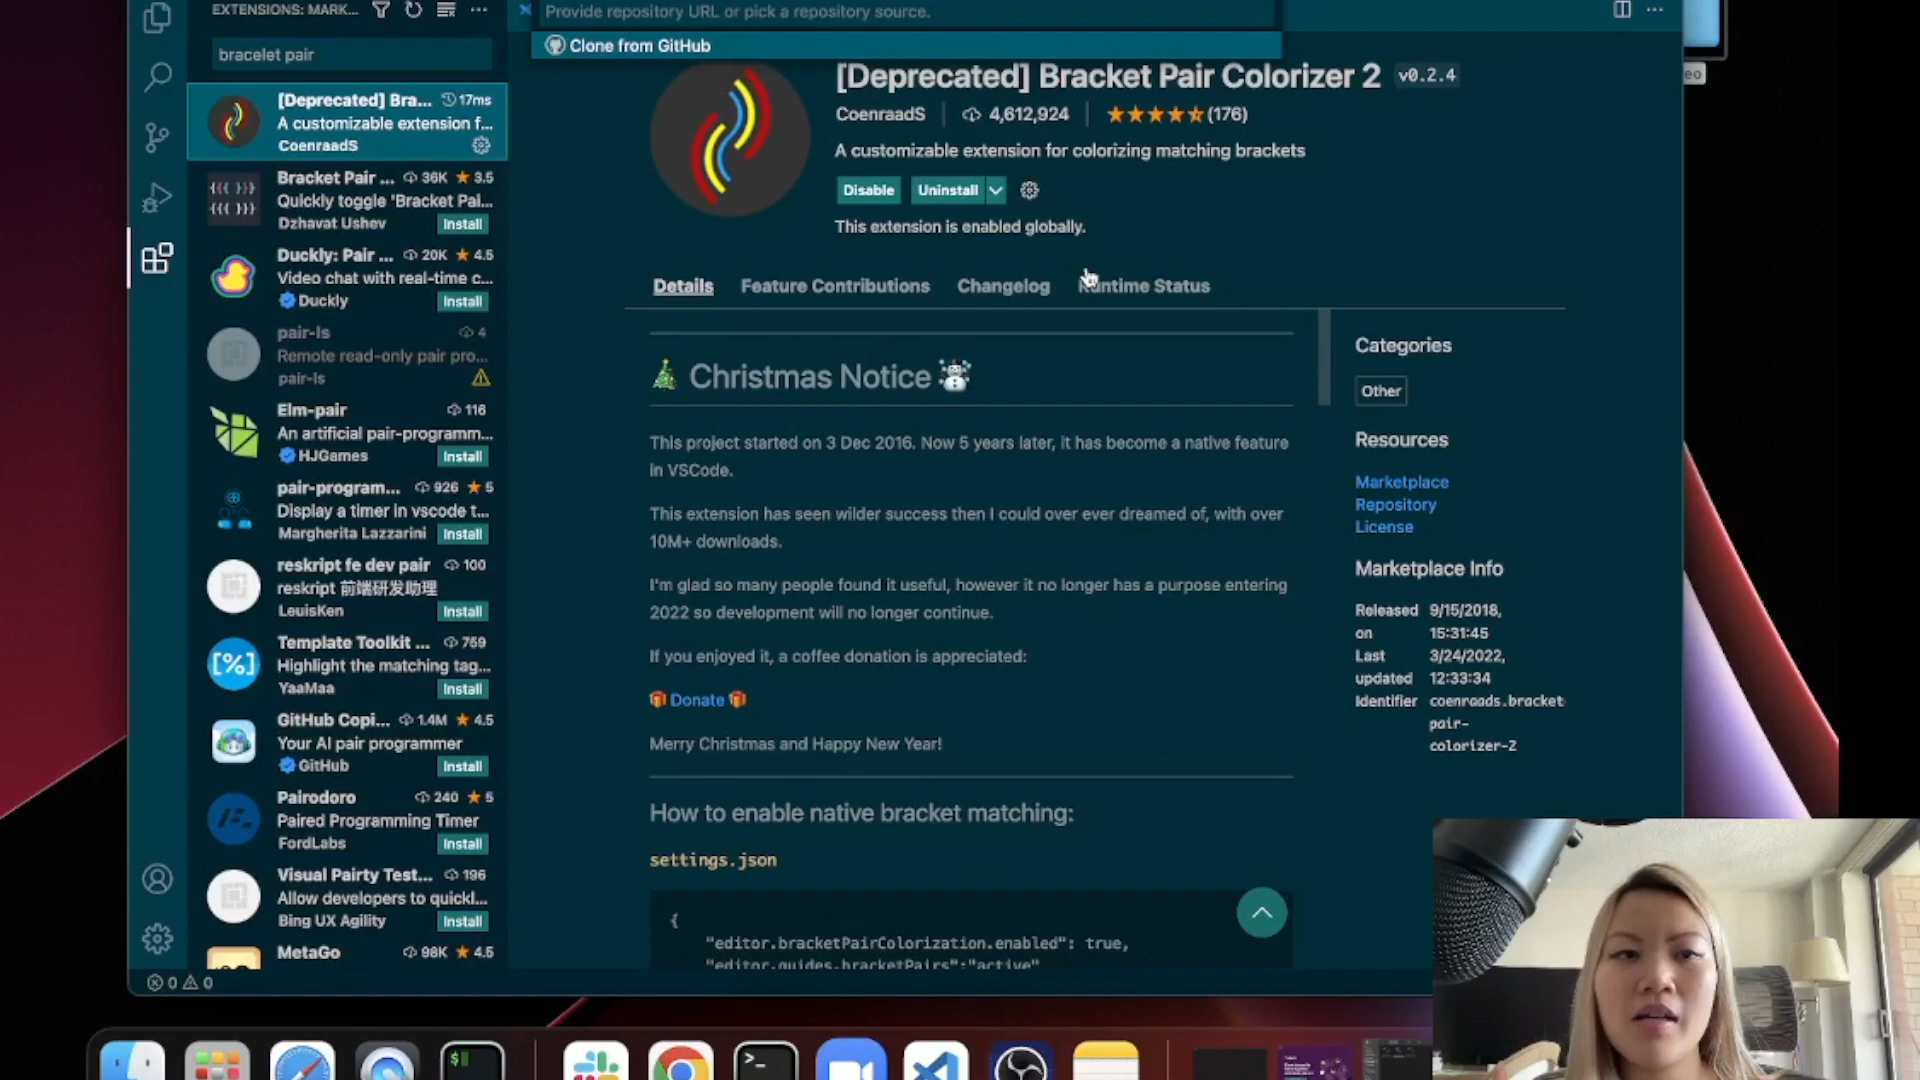 EXTENSIONS: MARK...
Provide repository URL or pick a repository source.
Clone from GitHub
bracelet pair
[Deprecated] Bra... 17ms
A customizable extension f...
CoenraadS
Bracket Pair ... 36K 3.5
Quickly toggle 'Bracket Pai...
Dzhavat Ushev Install
Duckly: Pair ... 20K 4.5
Video chat with real-time c...
Duckly Install
pair-ls 4
Remote read-only pair pro...
pair-ls
Elm-pair 116
An artificial pair-programm...
HJGames Install
pair-program... 926 5
Display a timer in vscode t...
Margherita Lazzarini Install
reskript fe dev pair 100
reskript 前端研发助理
LeuisKen Install
Template Toolkit ... 759
Highlight the matching tag...
YaaMaa Install
[%]
GitHub Copi... 1.4M 4.5
Your AI pair programmer
GitHub Install
Pairodoro 240 5
Paired Programming Timer
FordLabs Install
Visual Pairty Test... 196
Allow developers to quickl...
Bing UX Agility Install
MetaGo 98K 4.5
0 0
[Deprecated] Bracket Pair Colorizer 2 v0.2.4
CoenraadS 4,612,924 (176)
A customizable extension for colorizing matching brackets
Disable Uninstall
This extension is enabled globally.
Details Feature Contributions Changelog Runtime Status
Christmas Notice
This project started on 3 Dec 2016. Now 5 years later, it has become a native feature
in VSCode.
This extension has seen wilder success then I could over ever dreamed of, with over
10M+ downloads.
I'm glad so many people found it useful, however it no longer has a purpose entering
2022 so development will no longer continue.
If you enjoyed it, a coffee donation is appreciated:
Donate
Merry Christmas and Happy New Year!
How to enable native bracket matching:
settings.json
{
"editor.bracketPairColorization.enabled": true,
"editor.guides.bracketPairs":"active"
Categories
Other
Resources
Marketplace
Repository
License
Marketplace Info
Released 9/15/2018,
on 15:31:45
Last 3/24/2022,
updated 12:33:34
Identifier coenraads.bracket
pair-
colorizer-2
eo